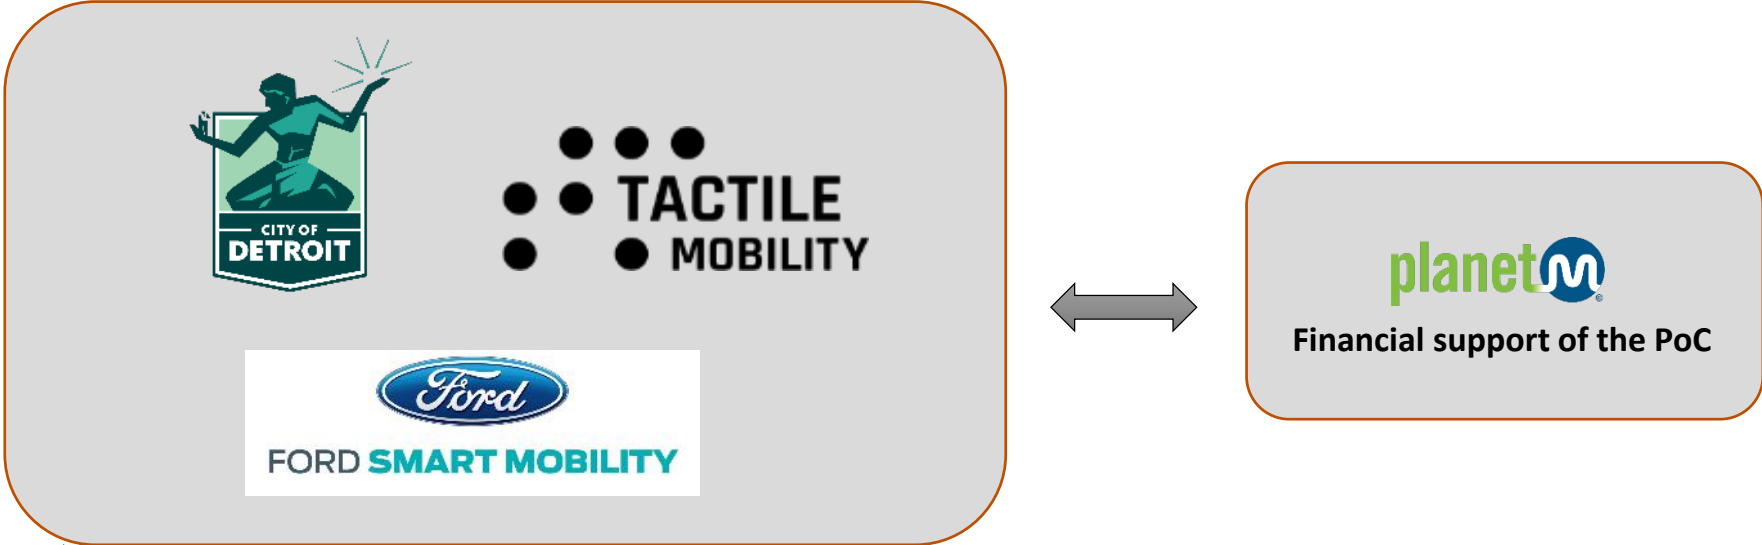 CITY OF
DETROIT
TACTILE
MOBILITY
Ford
FORD SMART MOBILITY
planetM
Financial support of the PoC